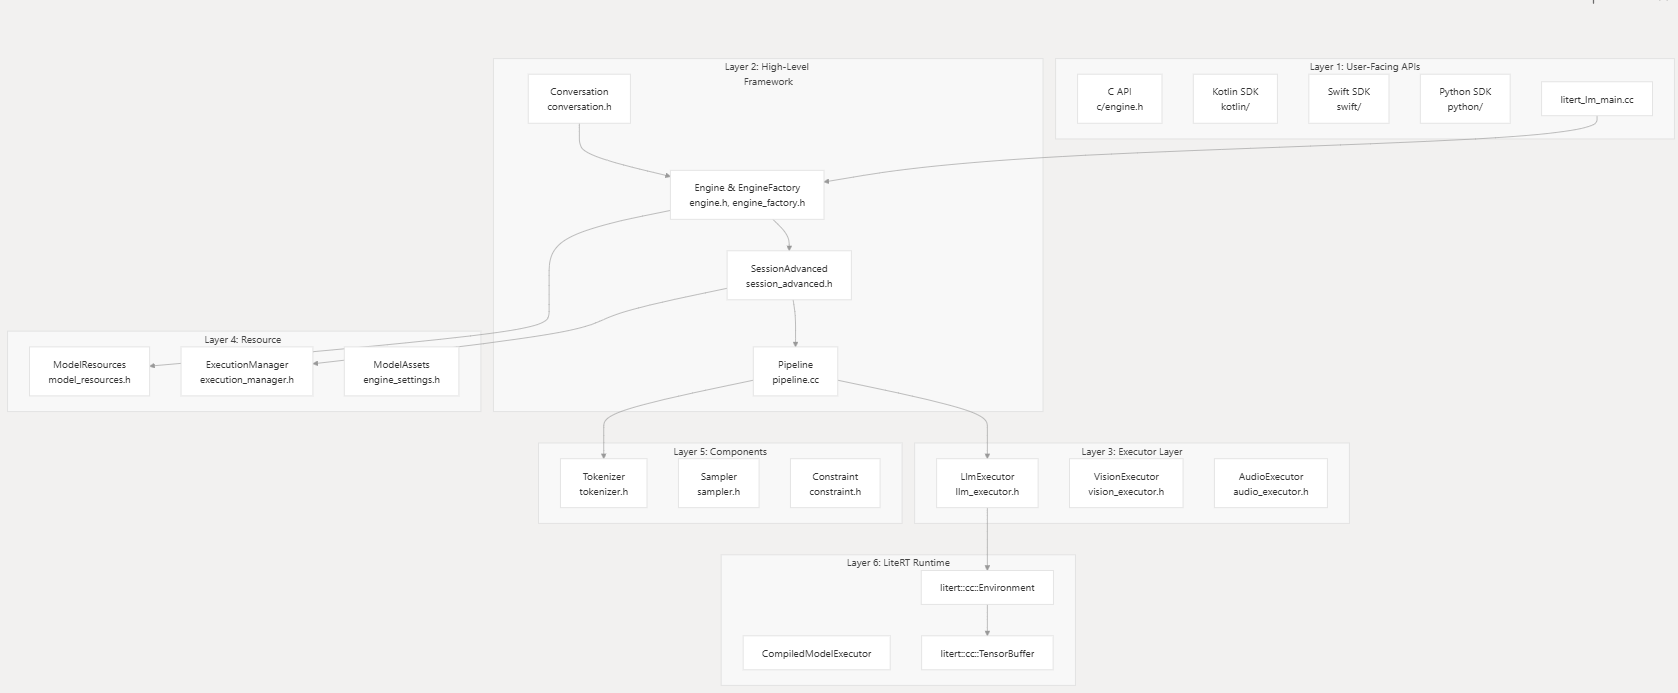 Layer 2: High-Level
Framework
Conversation
conversation.h
Engine & EngineFactory
engine.h, engine_factory.h
SessionAdvanced
session_advanced.h
Pipeline
pipeline.cc
Layer 1: User-Facing APIs
C API
c/engine.h
Kotlin SDK
kotlin/
Swift SDK
swift/
Python SDK
python/
litert_lm_main.cc
Layer 4: Resource
ModelResources
model_resources.h
ExecutionManager
execution_manager.h
ModelAssets
engine_settings.h
Layer 5: Components
Tokenizer
tokenizer.h
Sampler
sampler.h
Constraint
constraint.h
Layer 3: Executor Layer
LlmExecutor
llm_executor.h
VisionExecutor
vision_executor.h
AudioExecutor
audio_executor.h
Layer 6: LiteRT Runtime
litert::cc::Environment
CompiledModelExecutor
litert::cc::TensorBuffer